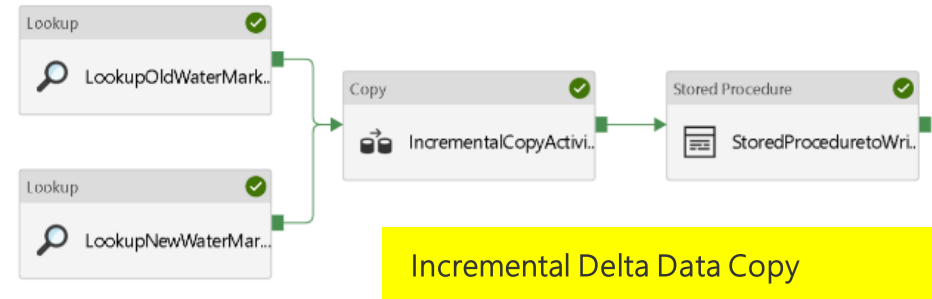 Lookup
LookupOldWaterMark..
Copy
IncrementalCopyActivi..
Stored Procedure
StoredProceduretoWri..
Lookup
LookupNewWaterMar...
Incremental Delta Data Copy